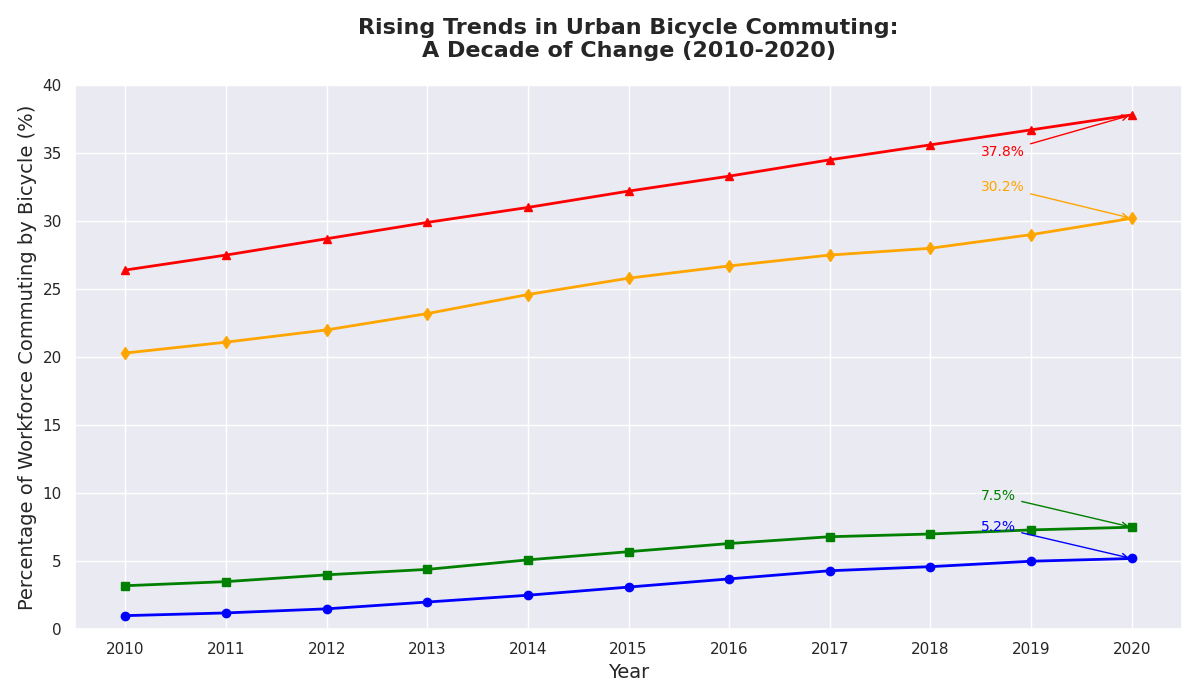 Rising Trends in Urban Bicycle Commuting:
A Decade of Change (2010-2020)
Percentage of Workforce Commuting by Bicycle (%)
40
35
30
25
20
15
10
5
0
37.8%
30.2%
7.5%
5.2%
2010 2011 2012 2013 2014 2015 2016 2017 2018 2019 2020
Year